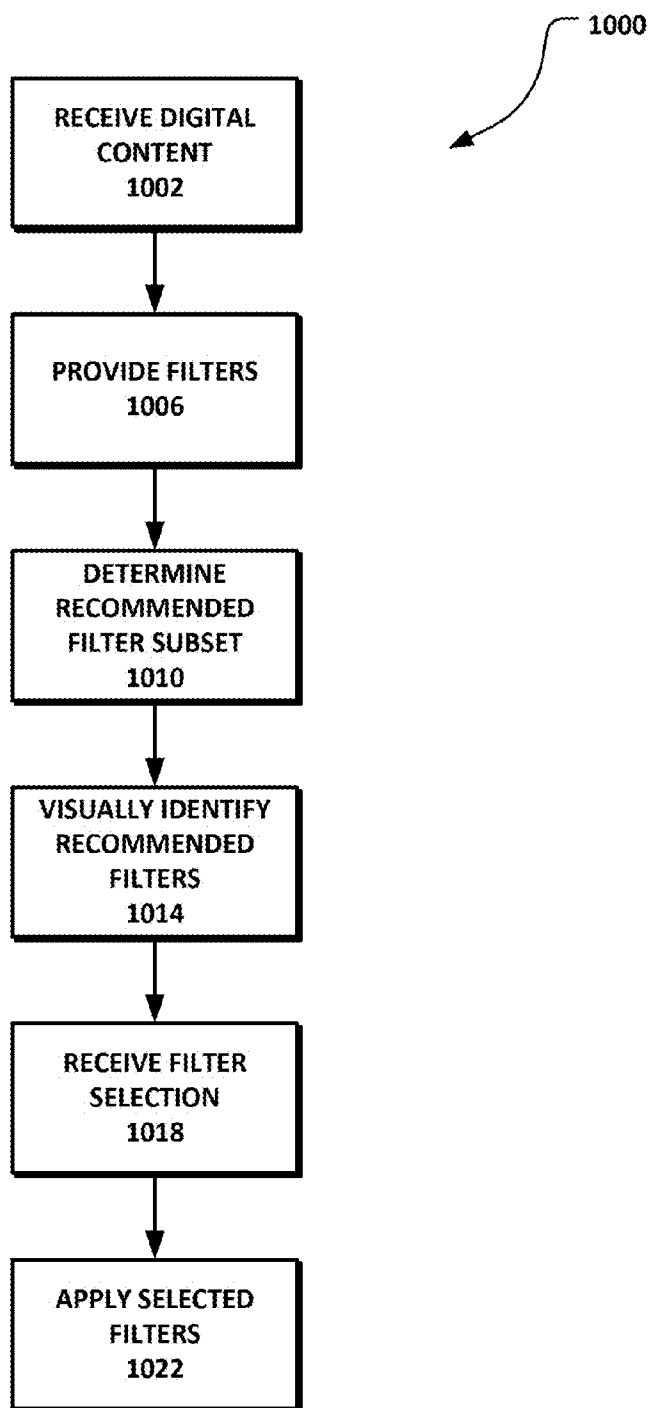 1000
RECEIVE DIGITAL
CONTENT
1002
PROVIDE FILTERS
1006
DETERMINE
RECOMMENDED
FILTER SUBSET
1010
VISUALLY IDENTIFY
RECOMMENDED
FILTERS
1014
RECEIVE FILTER
SELECTION
1018
APPLY SELECTED
FILTERS
1022